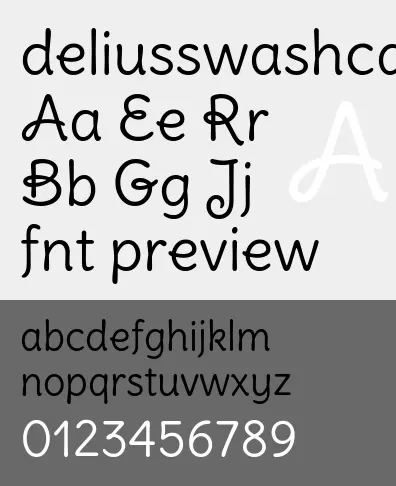 deliusswashca
Aa Ee Rr
A
Bb Gg Jj
fnt preview
abcdefghijklm
nopqrstuvwxyz
0123456789